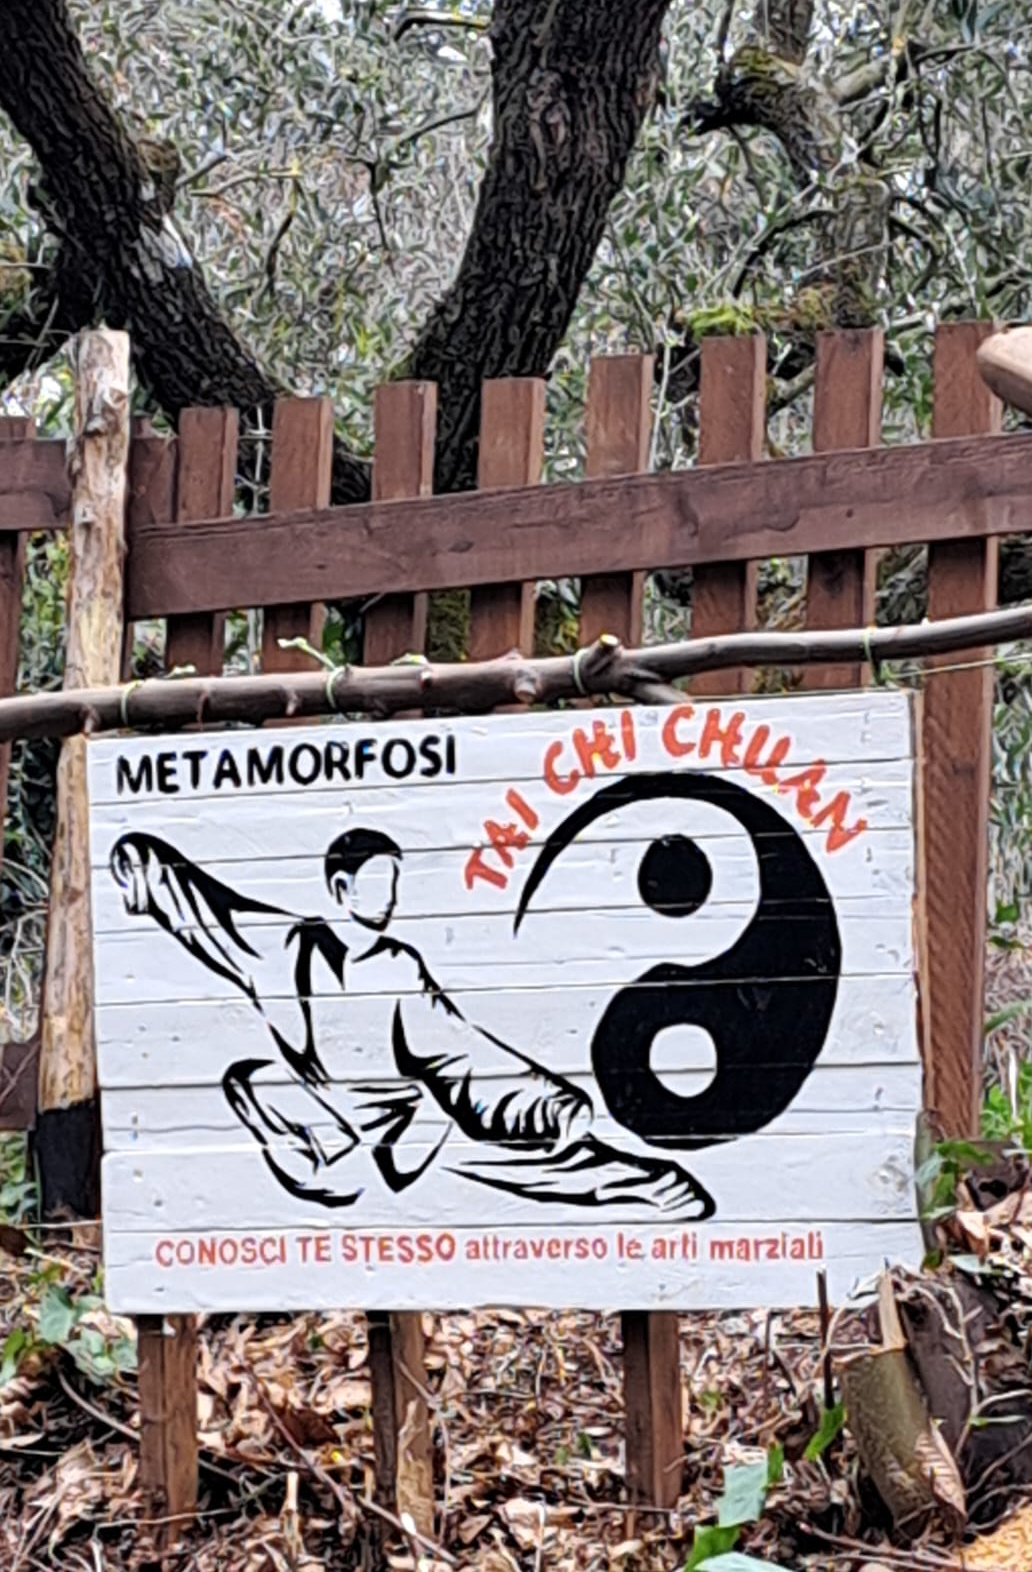 METAMORFOSI
TAI CHI CHUAN
CONOSCI TE STESSO attraverso le arti marziali